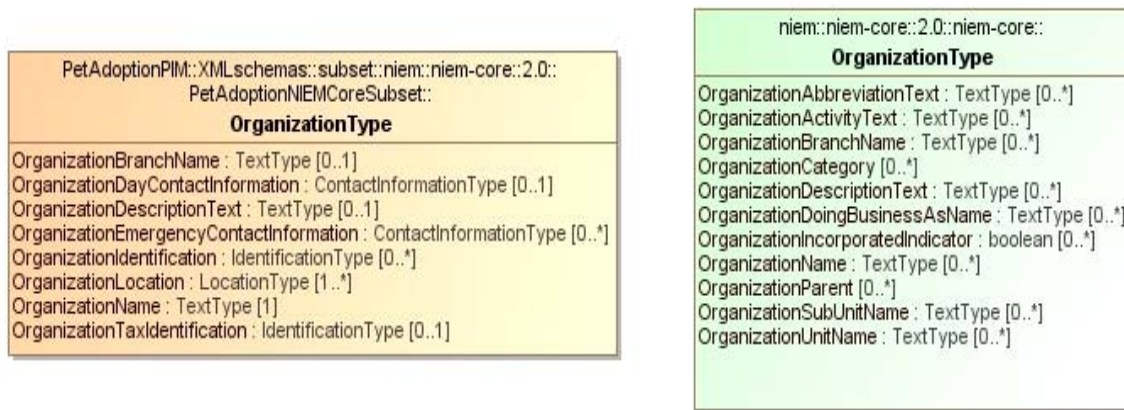 PetAdoptionPIM::XMLschemas::subset::niem::niem-core::2.0::
PetAdoptionNIEMCoreSubset::
OrganizationType
OrganizationBranchName : TextType [0..1]
OrganizationDayContactInformation : ContactInformationType [0..1]
OrganizationDescriptionText : TextType [0..1]
OrganizationEmergencyContactInformation : ContactInformationType [0..*]
OrganizationIdentification : IdentificationType [0..*]
OrganizationLocation : LocationType [1..*]
OrganizationName : TextType [1]
OrganizationTaxIdentification : IdentificationType [0..1]
niem::niem-core::2.0::niem-core::
OrganizationType
OrganizationAbbreviationText : TextType [0..*]
OrganizationActivityText : TextType [0..*]
OrganizationBranchName : TextType [0..*]
OrganizationCategory [0..*]
OrganizationDescriptionText : TextType [0..*]
OrganizationDoingBusinessAsName : TextType [0..*]
OrganizationIncorporatedIndicator : boolean [0..*]
OrganizationName : TextType [0..*]
OrganizationParent [0..*]
OrganizationSubUnitName : TextType [0..*]
OrganizationUnitName : TextType [0..*]